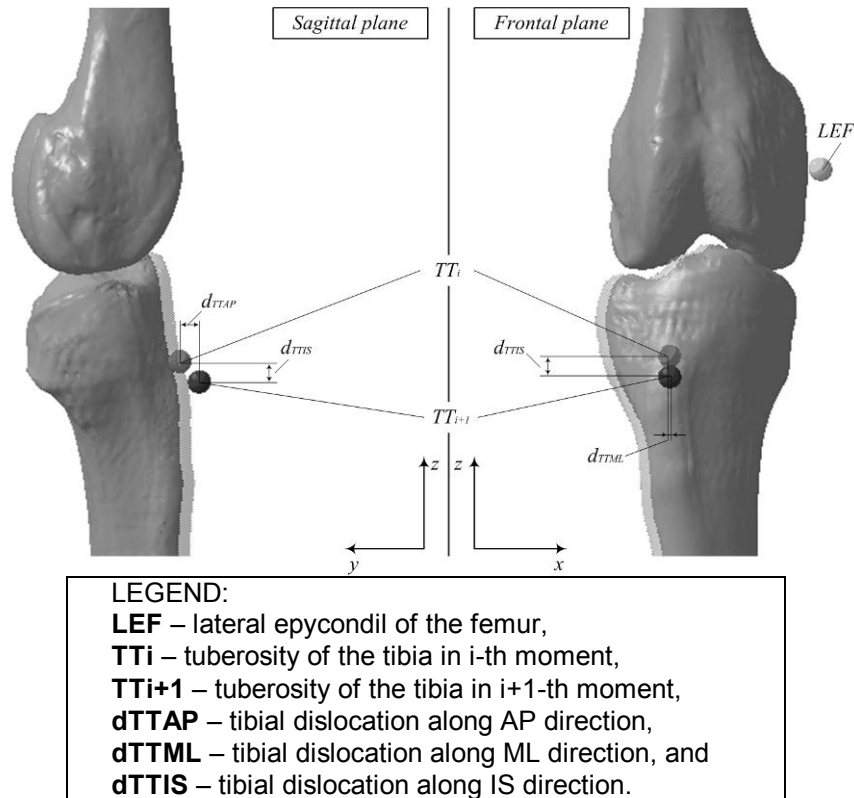 Sagittal plane
Frontal plane
LEF
TTi
dTTAP
dTTIS
dTTIS
TTi+1
dTTML
z
z
y
x
LEGEND:
LEF – lateral epycondil of the femur,
TTi – tuberosity of the tibia in i-th moment,
TTi+1 – tuberosity of the tibia in i+1-th moment,
dTTAP – tibial dislocation along AP direction,
dTTML – tibial dislocation along ML direction, and
dTTIS – tibial dislocation along IS direction.